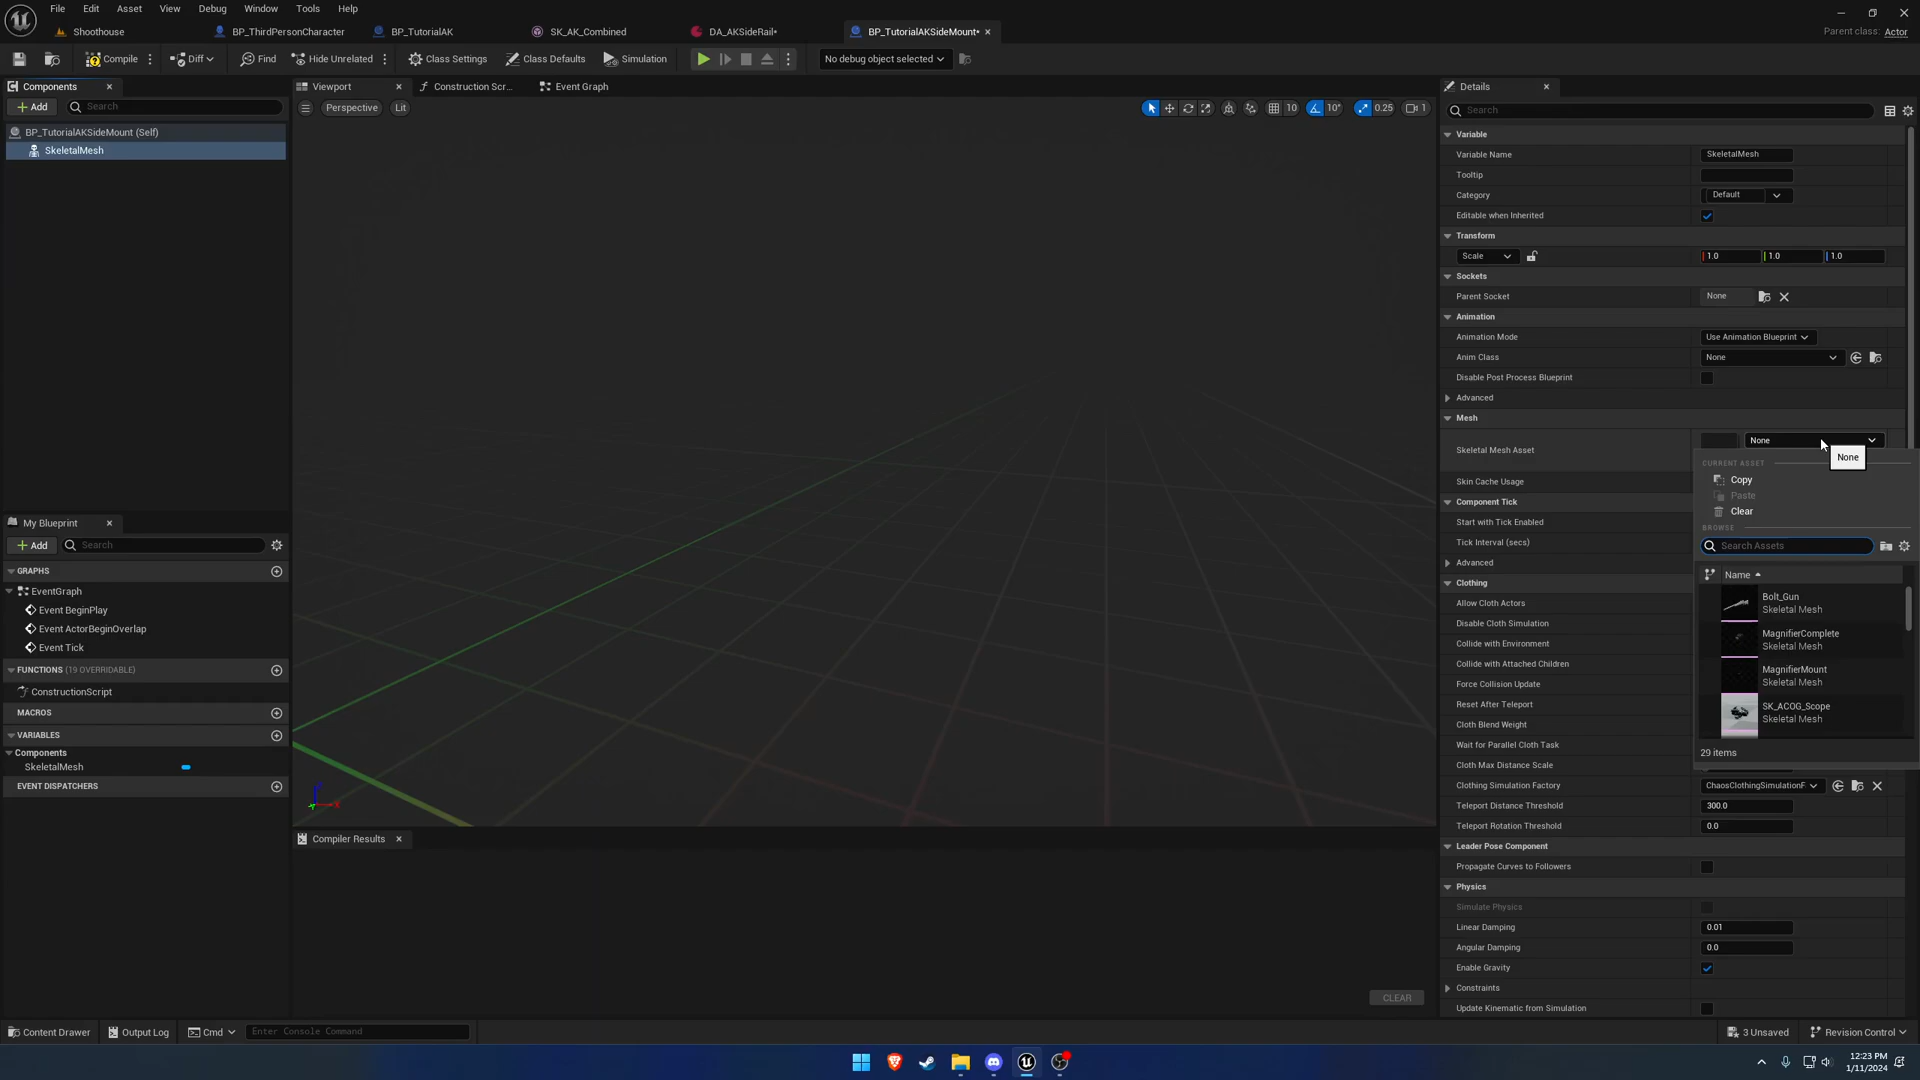 File Edit Asset View Debug Window Tools Help
Shoothouse BP_ThirdPersonCharacter BP_TutorialAK SK_AK_Combined DA_AKSideRail* BP_TutorialAKSideMount*
Parent class: Actor
Compile Diff Find Hide Unrelated Class Settings Class Defaults Simulation No debug object selected
Components
Add Search
BP_TutorialAKSideMount (Self)
SkeletalMesh
My Blueprint
Add Search
GRAPHS
EventGraph
Event BeginPlay
Event ActorBeginOverlap
Event Tick
FUNCTIONS (19 OVERRIDABLE)
ConstructionScript
MACROS
VARIABLES
Components
SkeletalMesh
EVENT DISPATCHERS
Viewport Construction Scr... Event Graph
Perspective Lit 10 10° 0.25 1
Compiler Results
CLEAR
Details
Search
Variable
Variable Name SkeletalMesh
Tooltip
Category Default
Editable when Inherited
Transform
Scale 1.0 1.0 1.0
Sockets
Parent Socket None
Animation
Animation Mode Use Animation Blueprint
Anim Class None
Disable Post Process Blueprint
Advanced
Mesh
Skeletal Mesh Asset None
None
CURRENT ASSET
Copy
Paste
Clear
BROWSE
Search Assets
Name
Bolt_Gun
Skeletal Mesh
MagnifierComplete
Skeletal Mesh
MagnifierMount
Skeletal Mesh
SK_ACOG_Scope
Skeletal Mesh
29 items
Skin Cache Usage
Component Tick
Start with Tick Enabled
Tick Interval (secs)
Advanced
Clothing
Allow Cloth Actors
Disable Cloth Simulation
Collide with Environment
Collide with Attached Children
Force Collision Update
Reset After Teleport
Cloth Blend Weight
Wait for Parallel Cloth Task
Cloth Max Distance Scale
Clothing Simulation Factory ChaosClothingSimulationF
Teleport Distance Threshold 300.0
Teleport Rotation Threshold 0.0
Leader Pose Component
Propagate Curves to Followers
Physics
Simulate Physics
Linear Damping 0.01
Angular Damping 0.0
Enable Gravity
Constraints
Update Kinematic from Simulation
Content Drawer Output Log Cmd Enter Console Command 3 Unsaved Revision Control
12:23 PM
1/11/2024